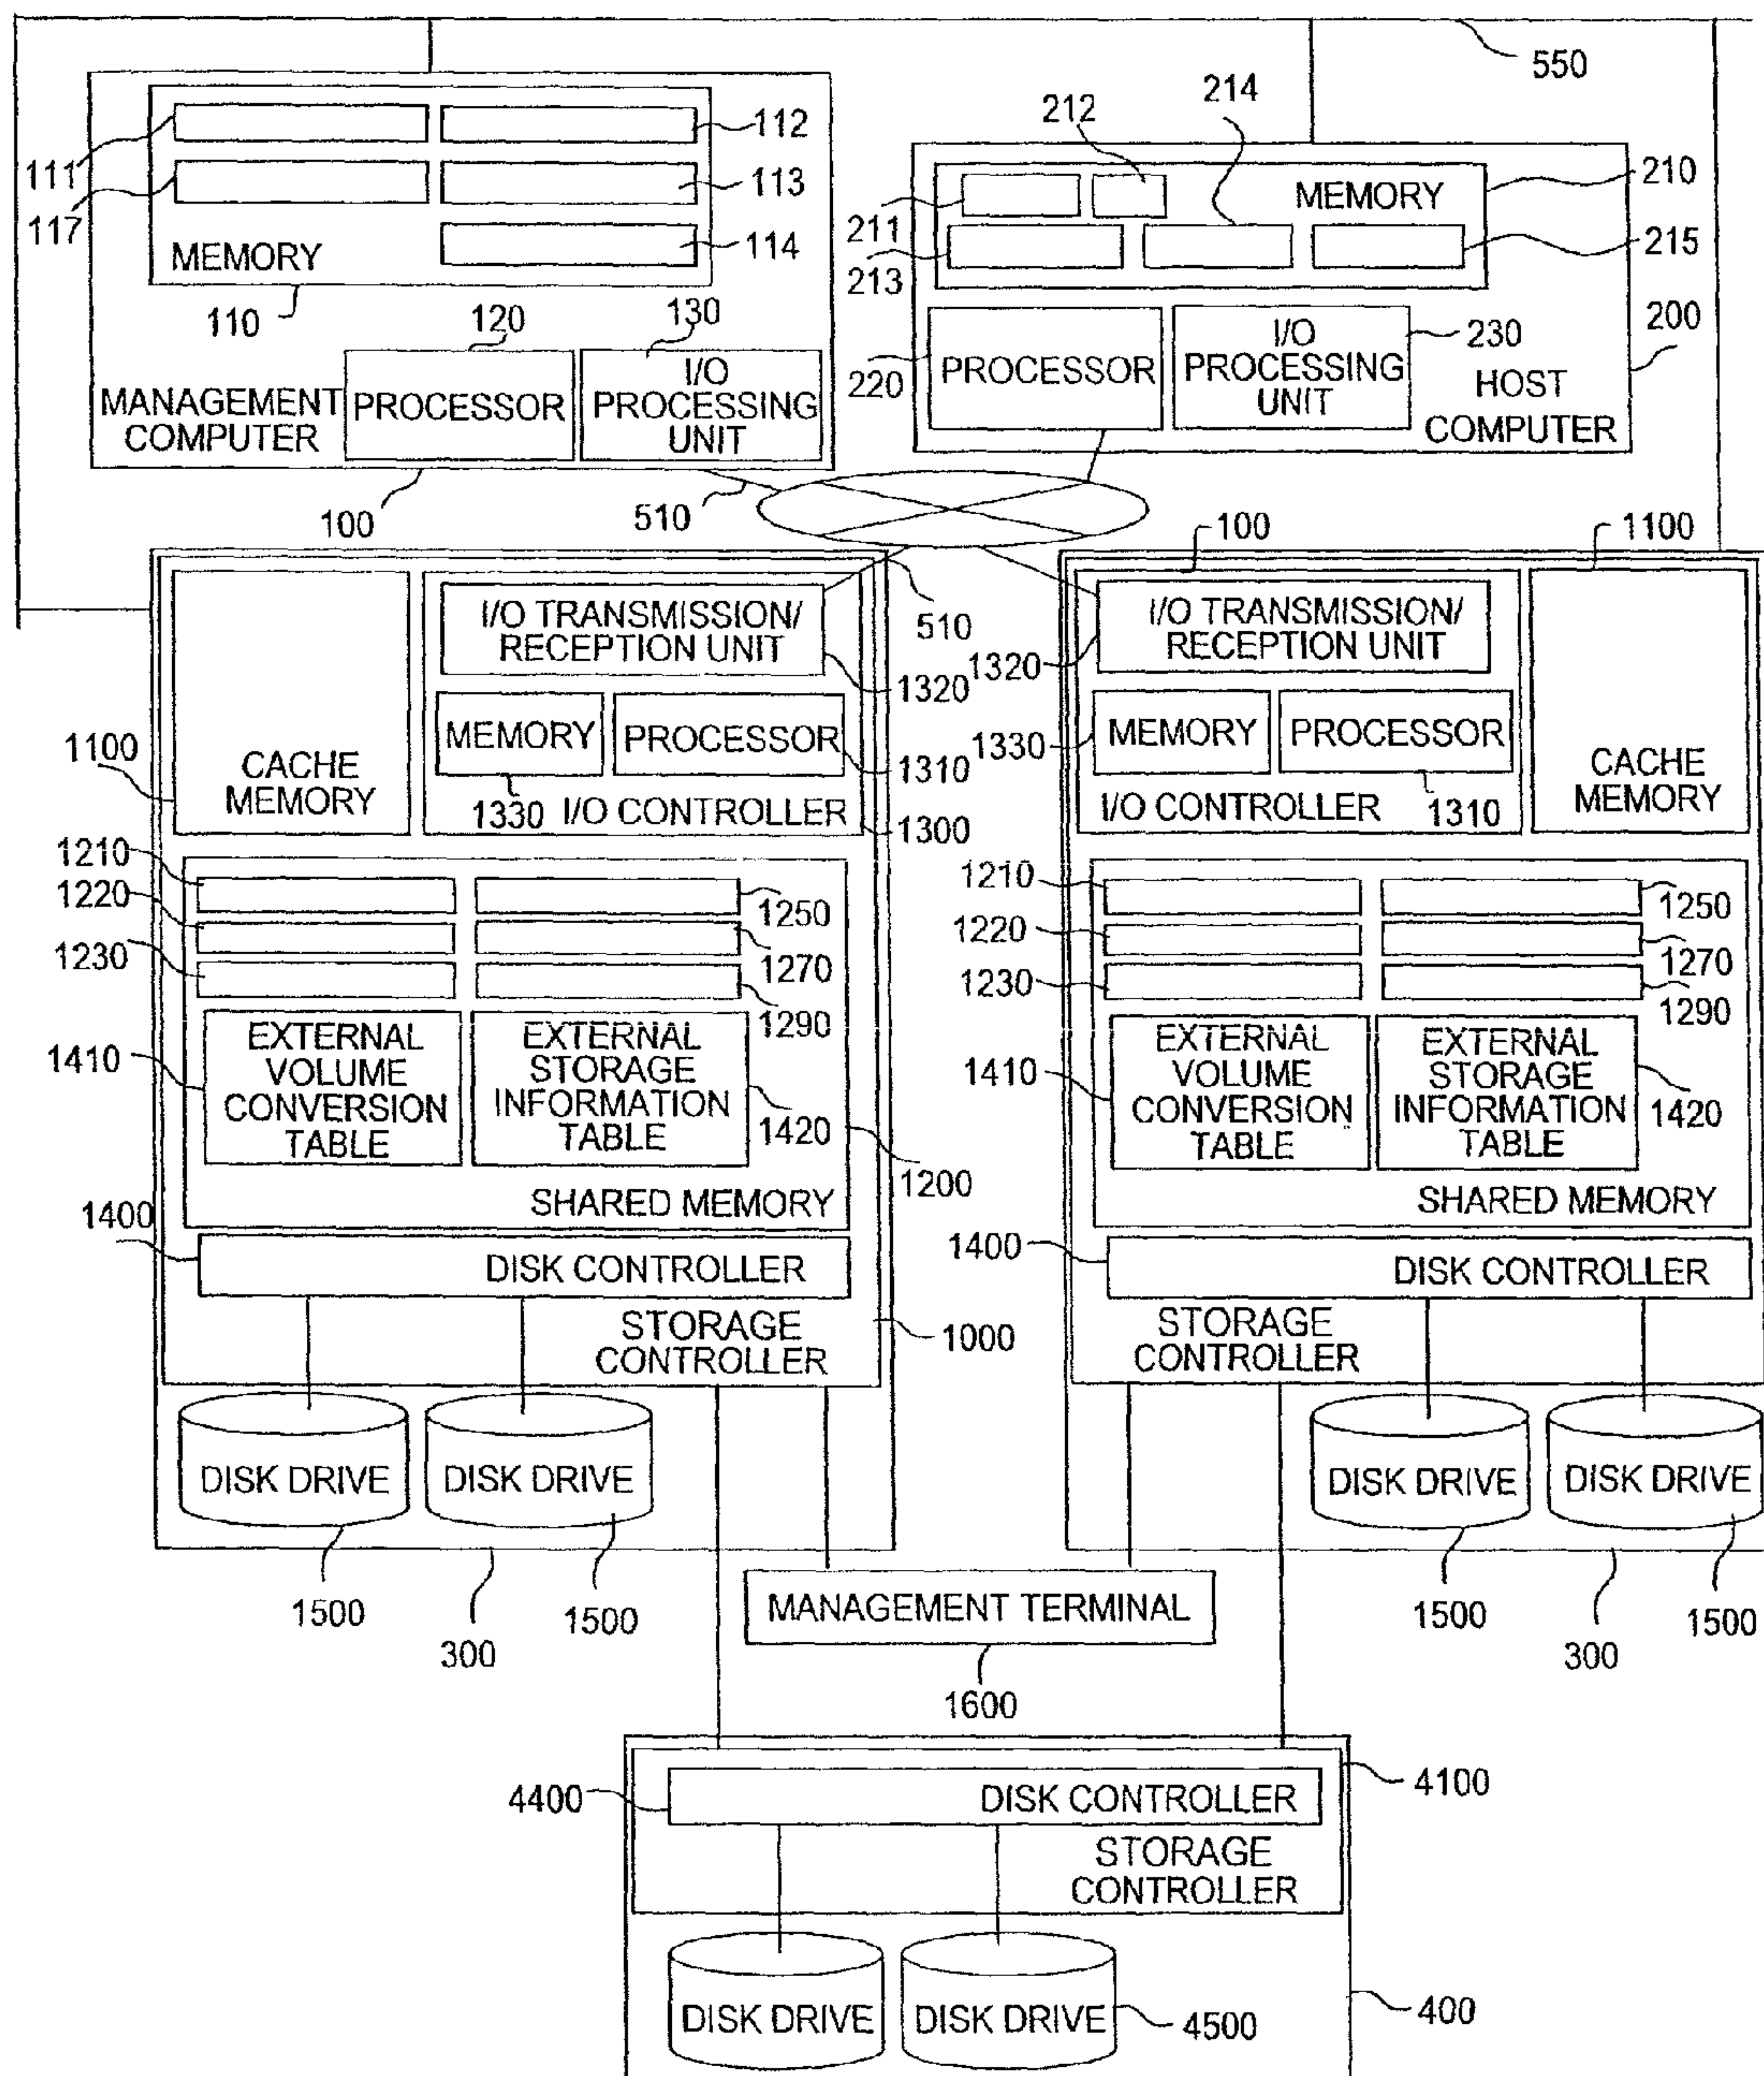 550
111
112
117
113
114
MEMORY
110
120
130
MANAGEMENT
COMPUTER
PROCESSOR
I/O
PROCESSING
UNIT
100
510
212
214
MEMORY
210
211
213
215
200
220
PROCESSOR
I/O
PROCESSING
UNIT
230
HOST
COMPUTER
I/O TRANSMISSION/
RECEPTION UNIT
510
1320
1100
CACHE
MEMORY
MEMORY
PROCESSOR
1310
1330
I/O CONTROLLER
1300
1210
1220
1230
1250
1270
1290
1410
EXTERNAL
VOLUME
CONVERSION
TABLE
EXTERNAL
STORAGE
INFORMATION
TABLE
1420
1200
SHARED MEMORY
1400
DISK CONTROLLER
STORAGE
CONTROLLER
1000
DISK DRIVE
DISK DRIVE
1500
300
1500
100
1100
I/O TRANSMISSION/
RECEPTION UNIT
1320
1330
MEMORY
PROCESSOR
CACHE
MEMORY
I/O CONTROLLER
1310
1210
1220
1230
1250
1270
1290
1410
EXTERNAL
VOLUME
CONVERSION
TABLE
EXTERNAL
STORAGE
INFORMATION
TABLE
1420
SHARED MEMORY
1400
DISK CONTROLLER
STORAGE
CONTROLLER
DISK DRIVE
DISK DRIVE
1500
300
1500
MANAGEMENT TERMINAL
1600
4400
DISK CONTROLLER
4100
STORAGE
CONTROLLER
DISK DRIVE
DISK DRIVE
4500
400